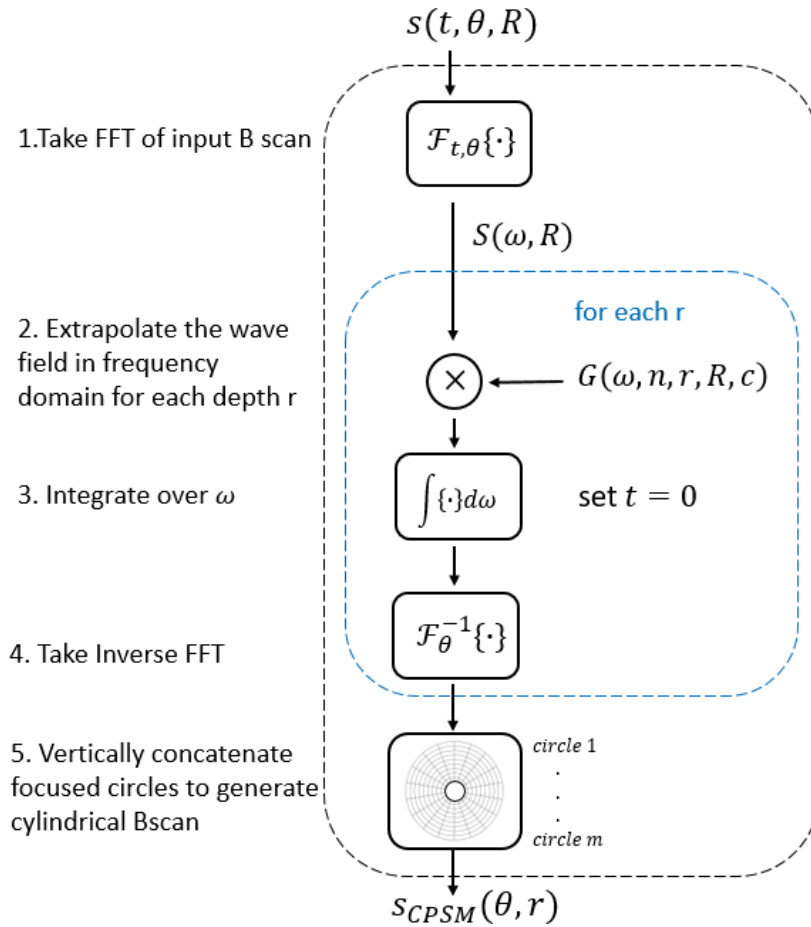 s(t, θ, R)
1.Take FFT of input B scan
ℱ_{t,θ}{·}
S(ω, R)
for each r
2. Extrapolate the wave
field in frequency
domain for each depth r
×
G(ω, n, r, R, c)
3. Integrate over ω
∫{·}dω
set t = 0
ℱ_θ^{-1}{·}
4. Take Inverse FFT
5. Vertically concatenate
focused circles to generate
cylindrical Bscan
circle 1
.
.
.
circle m
s_{CPSM}(θ, r)